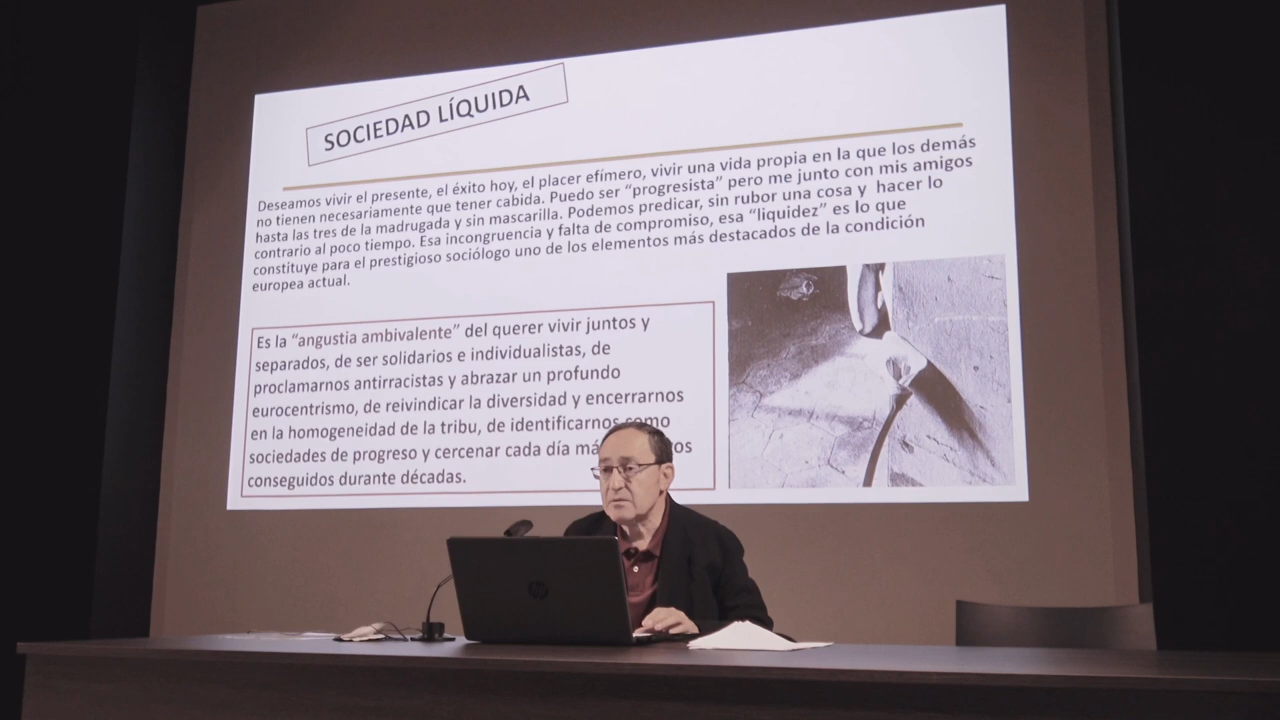 SOCIEDAD LÍQUIDA
Deseamos vivir el presente, el éxito hoy, el placer efímero, vivir una vida propia en la que los demás
no tienen necesariamente que tener cabida. Puedo ser “progresista” pero me junto con mis amigos
hasta las tres de la madrugada y sin mascarilla. Podemos predicar, sin rubor una cosa y hacer lo
contrario al poco tiempo. Esa incongruencia y falta de compromiso, esa “liquidez” es lo que
constituye para el prestigioso sociólogo uno de los elementos más destacados de la condición
europea actual.
Es la “angustia ambivalente” del querer vivir juntos y
separados, de ser solidarios e individualistas, de
proclamarnos antirracistas y abrazar un profundo
eurocentrismo, de reivindicar la diversidad y encerrarnos
en la homogeneidad de la tribu, de identificarnos como
sociedades de progreso y cercenar cada día
conseguidos durante décadas.
hp